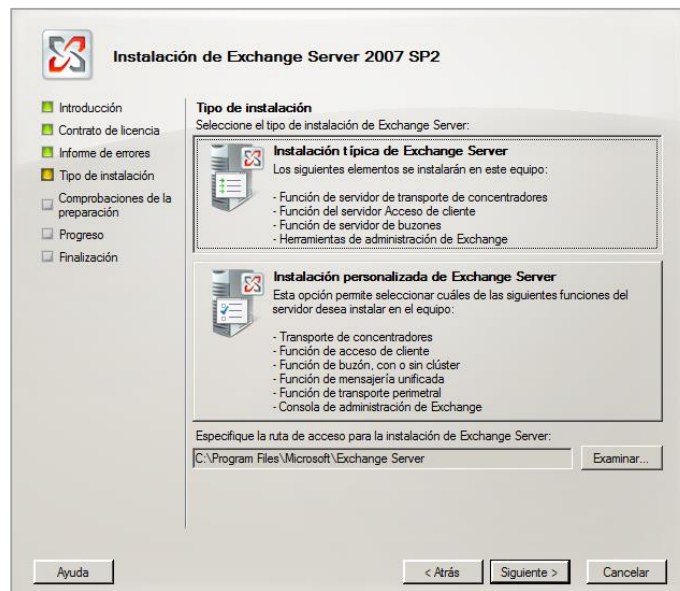 Instalación de Exchange Server 2007 SP2
Introducción
Contrato de licencia
Informe de errores
Tipo de instalación
Comprobaciones de la
preparación
Progreso
Finalización
Tipo de instalación
Seleccione el tipo de instalación de Exchange Server:
Instalación típica de Exchange Server
Los siguientes elementos se instalarán en este equipo:
- Función de servidor de transporte de concentradores
- Función del servidor Acceso de cliente
- Función de servidor de buzones
- Herramientas de administración de Exchange
Instalación personalizada de Exchange Server
Esta opción permite seleccionar cuáles de las siguientes funciones del
servidor desea instalar en el equipo:
- Transporte de concentradores
- Función de acceso de cliente
- Función de buzón, con o sin clúster
- Función de mensajería unificada
- Función de transporte perimetral
- Consola de administración de Exchange
Especifique la ruta de acceso para la instalación de Exchange Server:
C:\Program Files\Microsoft\Exchange Server
Examinar...
Ayuda
< Atrás
Siguiente >
Cancelar